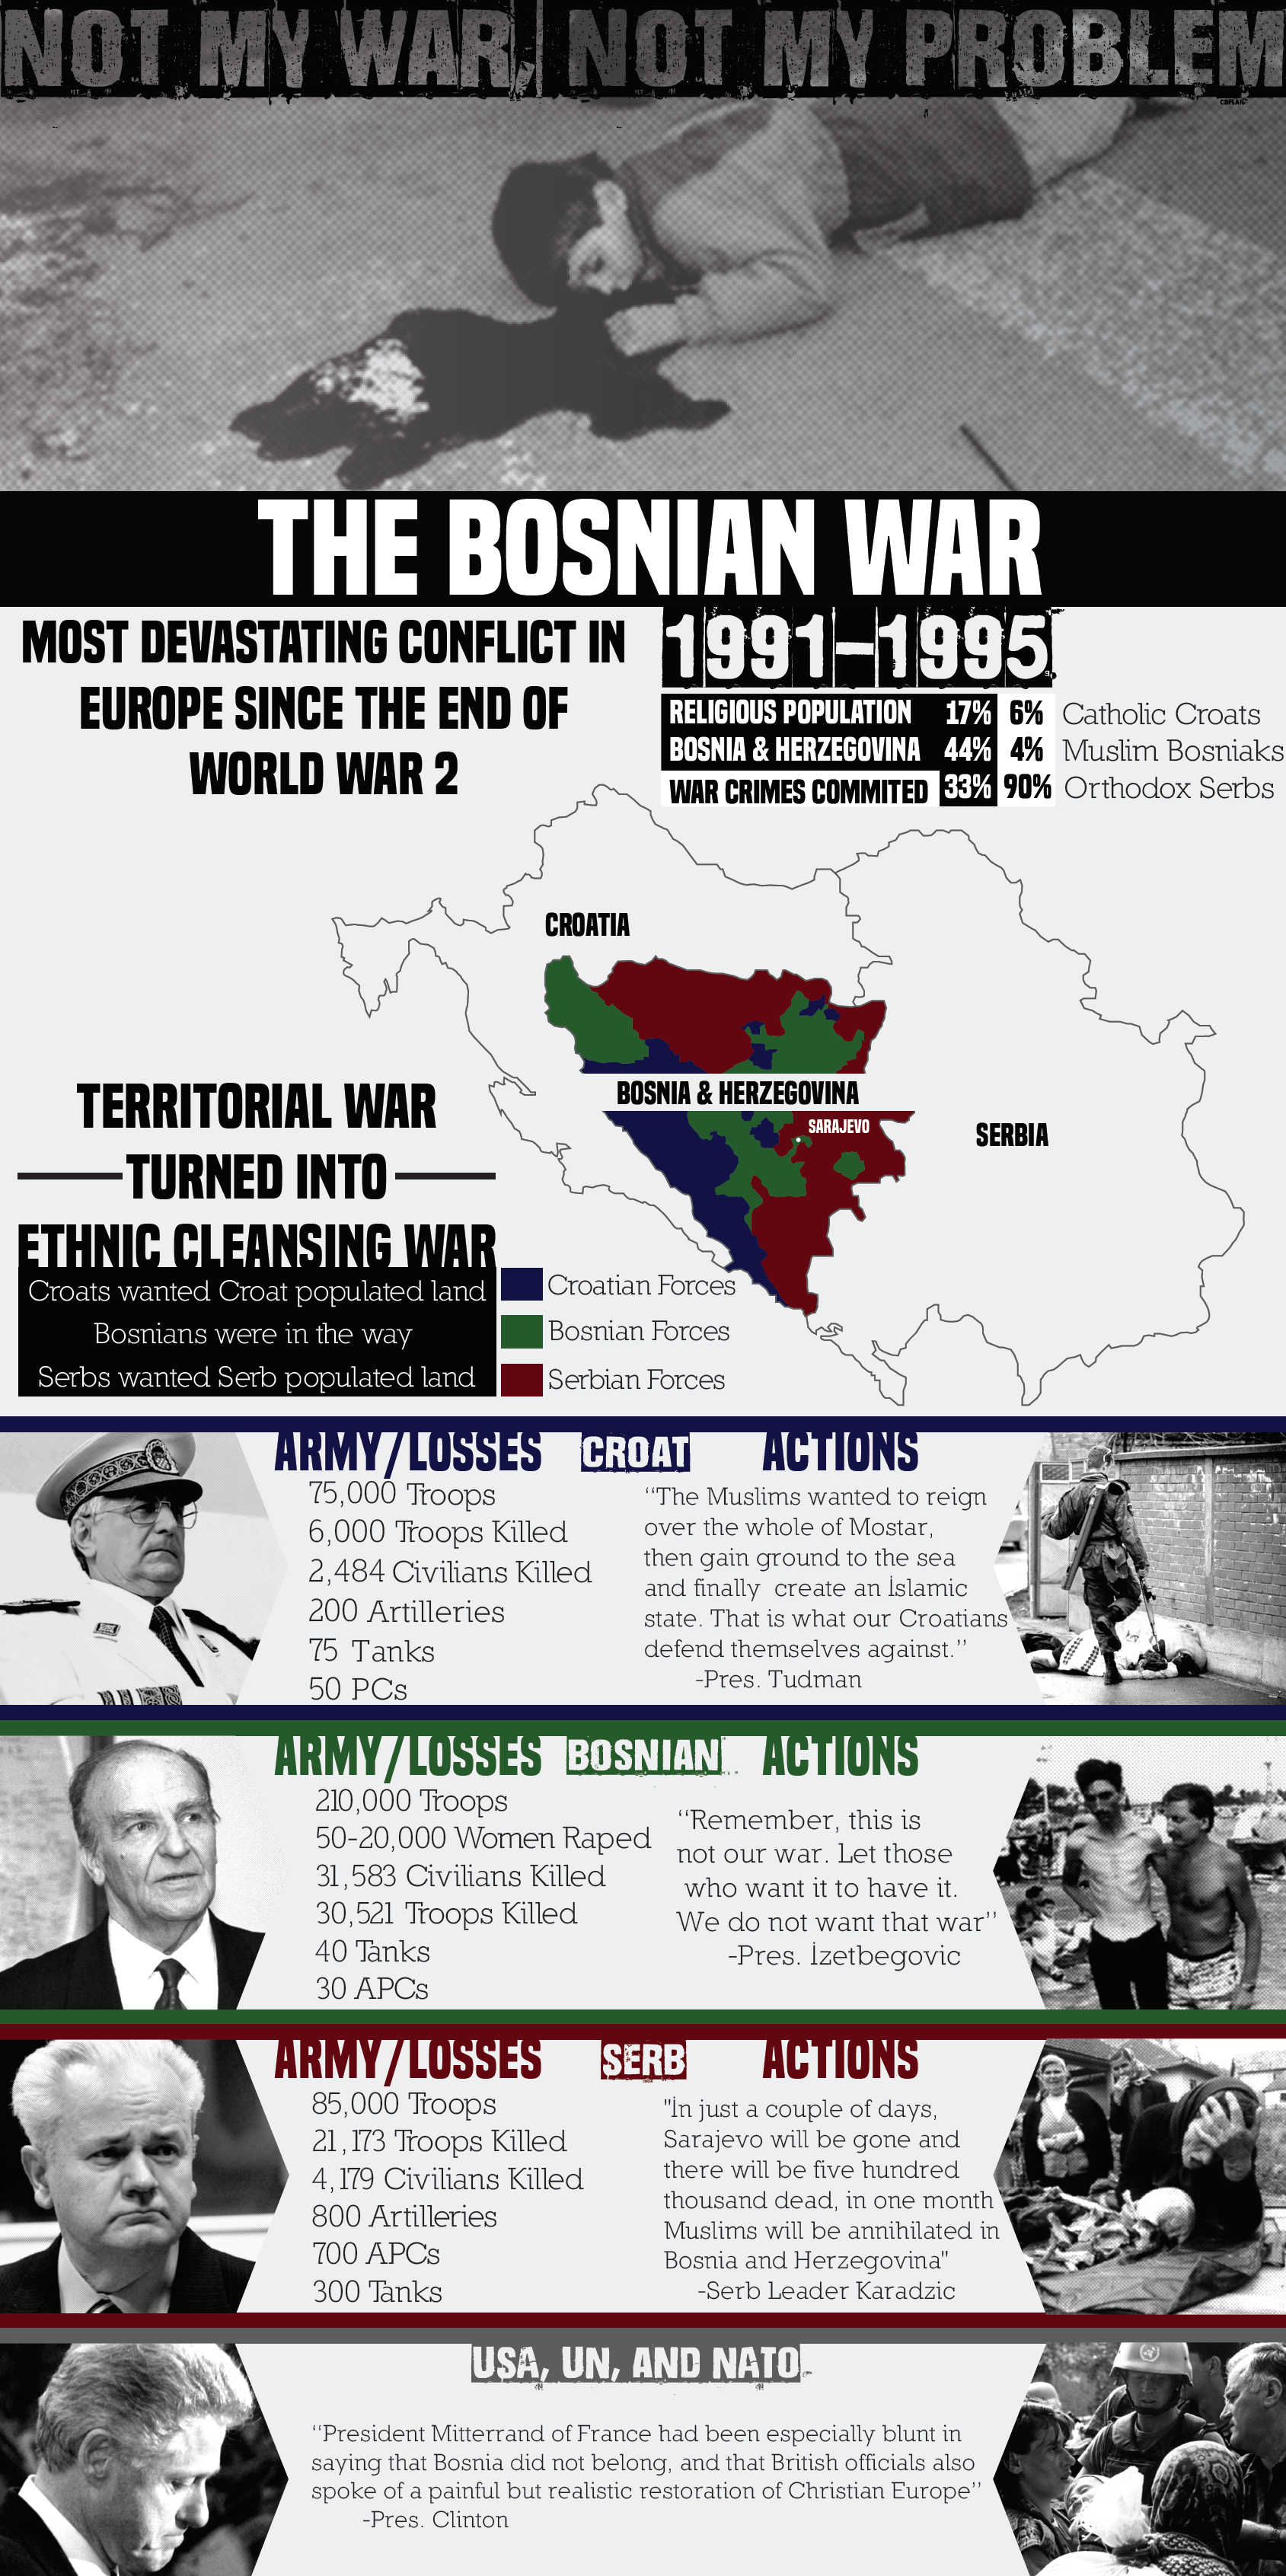 NOT MY WAR, NOT MY PROBLEM
THE BOSNIAN WAR
MOST DEVASTATING CONFLICT IN
EUROPE SINCE THE END OF
WORLD WAR 2
1991-1995
RELIGIOUS POPULATION 17% 6% Catholic Croats
BOSNIA & HERZEGOVINA 44% 4% Muslim Bosniaks
WAR CRIMES COMMITED 33% 90% Orthodox Serbs
CROATIA
BOSNIA & HERZEGOVINA
SARAJEVO
SERBIA
TERRITORIAL WAR
TURNED INTO
ETHNIC CLEANSING WAR
Croats wanted Croat populated land
Bosnians were in the way
Serbs wanted Serb populated land
Croatian Forces
Bosnian Forces
Serbian Forces
ARMY/LOSSES CROAT ACTIONS
75,000 Troops
6,000 Troops Killed
2,484 Civilians Killed
200 Artilleries
75 Tanks
50 PCs
“The Muslims wanted to reign
over the whole of Mostar,
then gain ground to the sea
and finally create an İslamic
state. That is what our Croatians
defend themselves against.”
-Pres. Tudman
ARMY/LOSSES BOSNIAN ACTIONS
210,000 Troops
50-20,000 Women Raped
31,583 Civilians Killed
30,521 Troops Killed
40 Tanks
30 APCs
“Remember, this is
not our war. Let those
who want it to have it.
We do not want that war”
-Pres. İzetbegovic
ARMY/LOSSES SERB ACTIONS
85,000 Troops
21,173 Troops Killed
4,179 Civilians Killed
800 Artilleries
700 APCs
300 Tanks
"İn just a couple of days,
Sarajevo will be gone and
there will be five hundred
thousand dead, in one month
Muslims will be annihilated in
Bosnia and Herzegovina"
-Serb Leader Karadzic
USA, UN, AND NATO
“President Mitterrand of France had been especially blunt in
saying that Bosnia did not belong, and that British officials also
spoke of a painful but realistic restoration of Christian Europe”
-Pres. Clinton